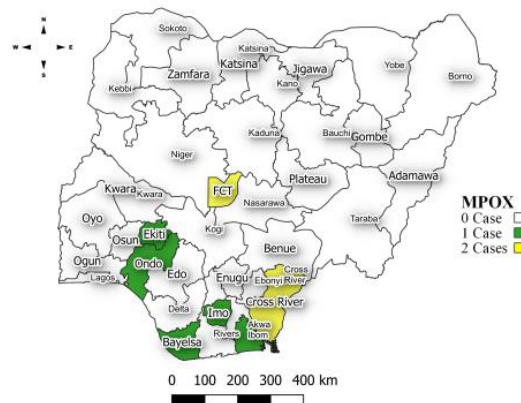 N
W E
S
Sokoto
Katsina
Zamfara
Katsina
Jigawa
Yobe
Borno
Kebbi
Kano
Kaduna
Bauchi
Gombe
Niger
Adamawa
FCT
Plateau
Kwara
Kwara
Nasarawa
Taraba
Oyo
Kogi
Osun
Ekiti
Benue
Ogun
Ondo
Edo
Enugu
Ebonyi
Cross
River
Lagos
Cross River
Delta
Imo
Rivers
Akwa
Ibom
Bayelsa
MPOX
0 Case
1 Case
2 Cases
0 100 200 300 400 km